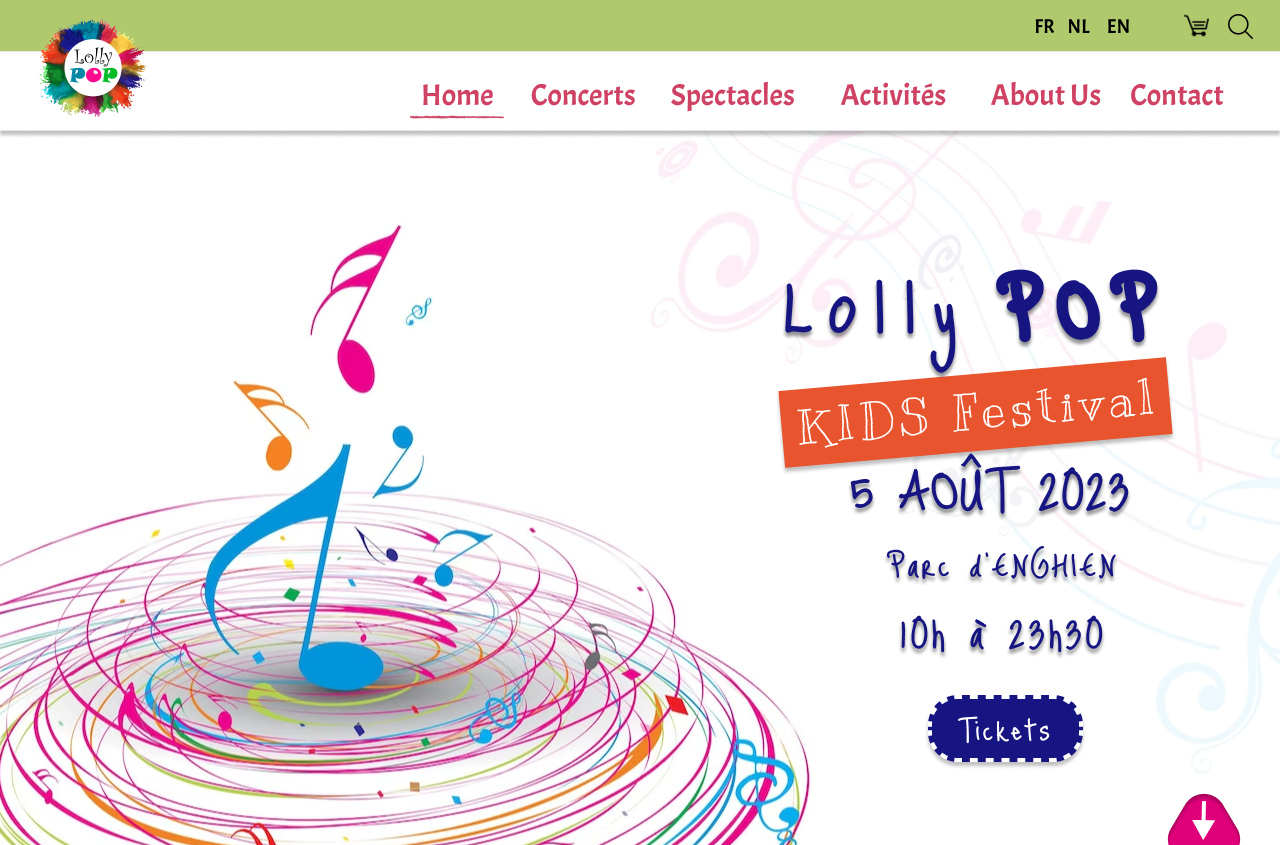 FR NL EN
Lolly
POP
Home Concerts Spectacles Activités About Us Contact
Lolly POP
KIDS Festival
5 AOÛT 2023
Parc d'ENGHIEN
10h à 23h30
Tickets